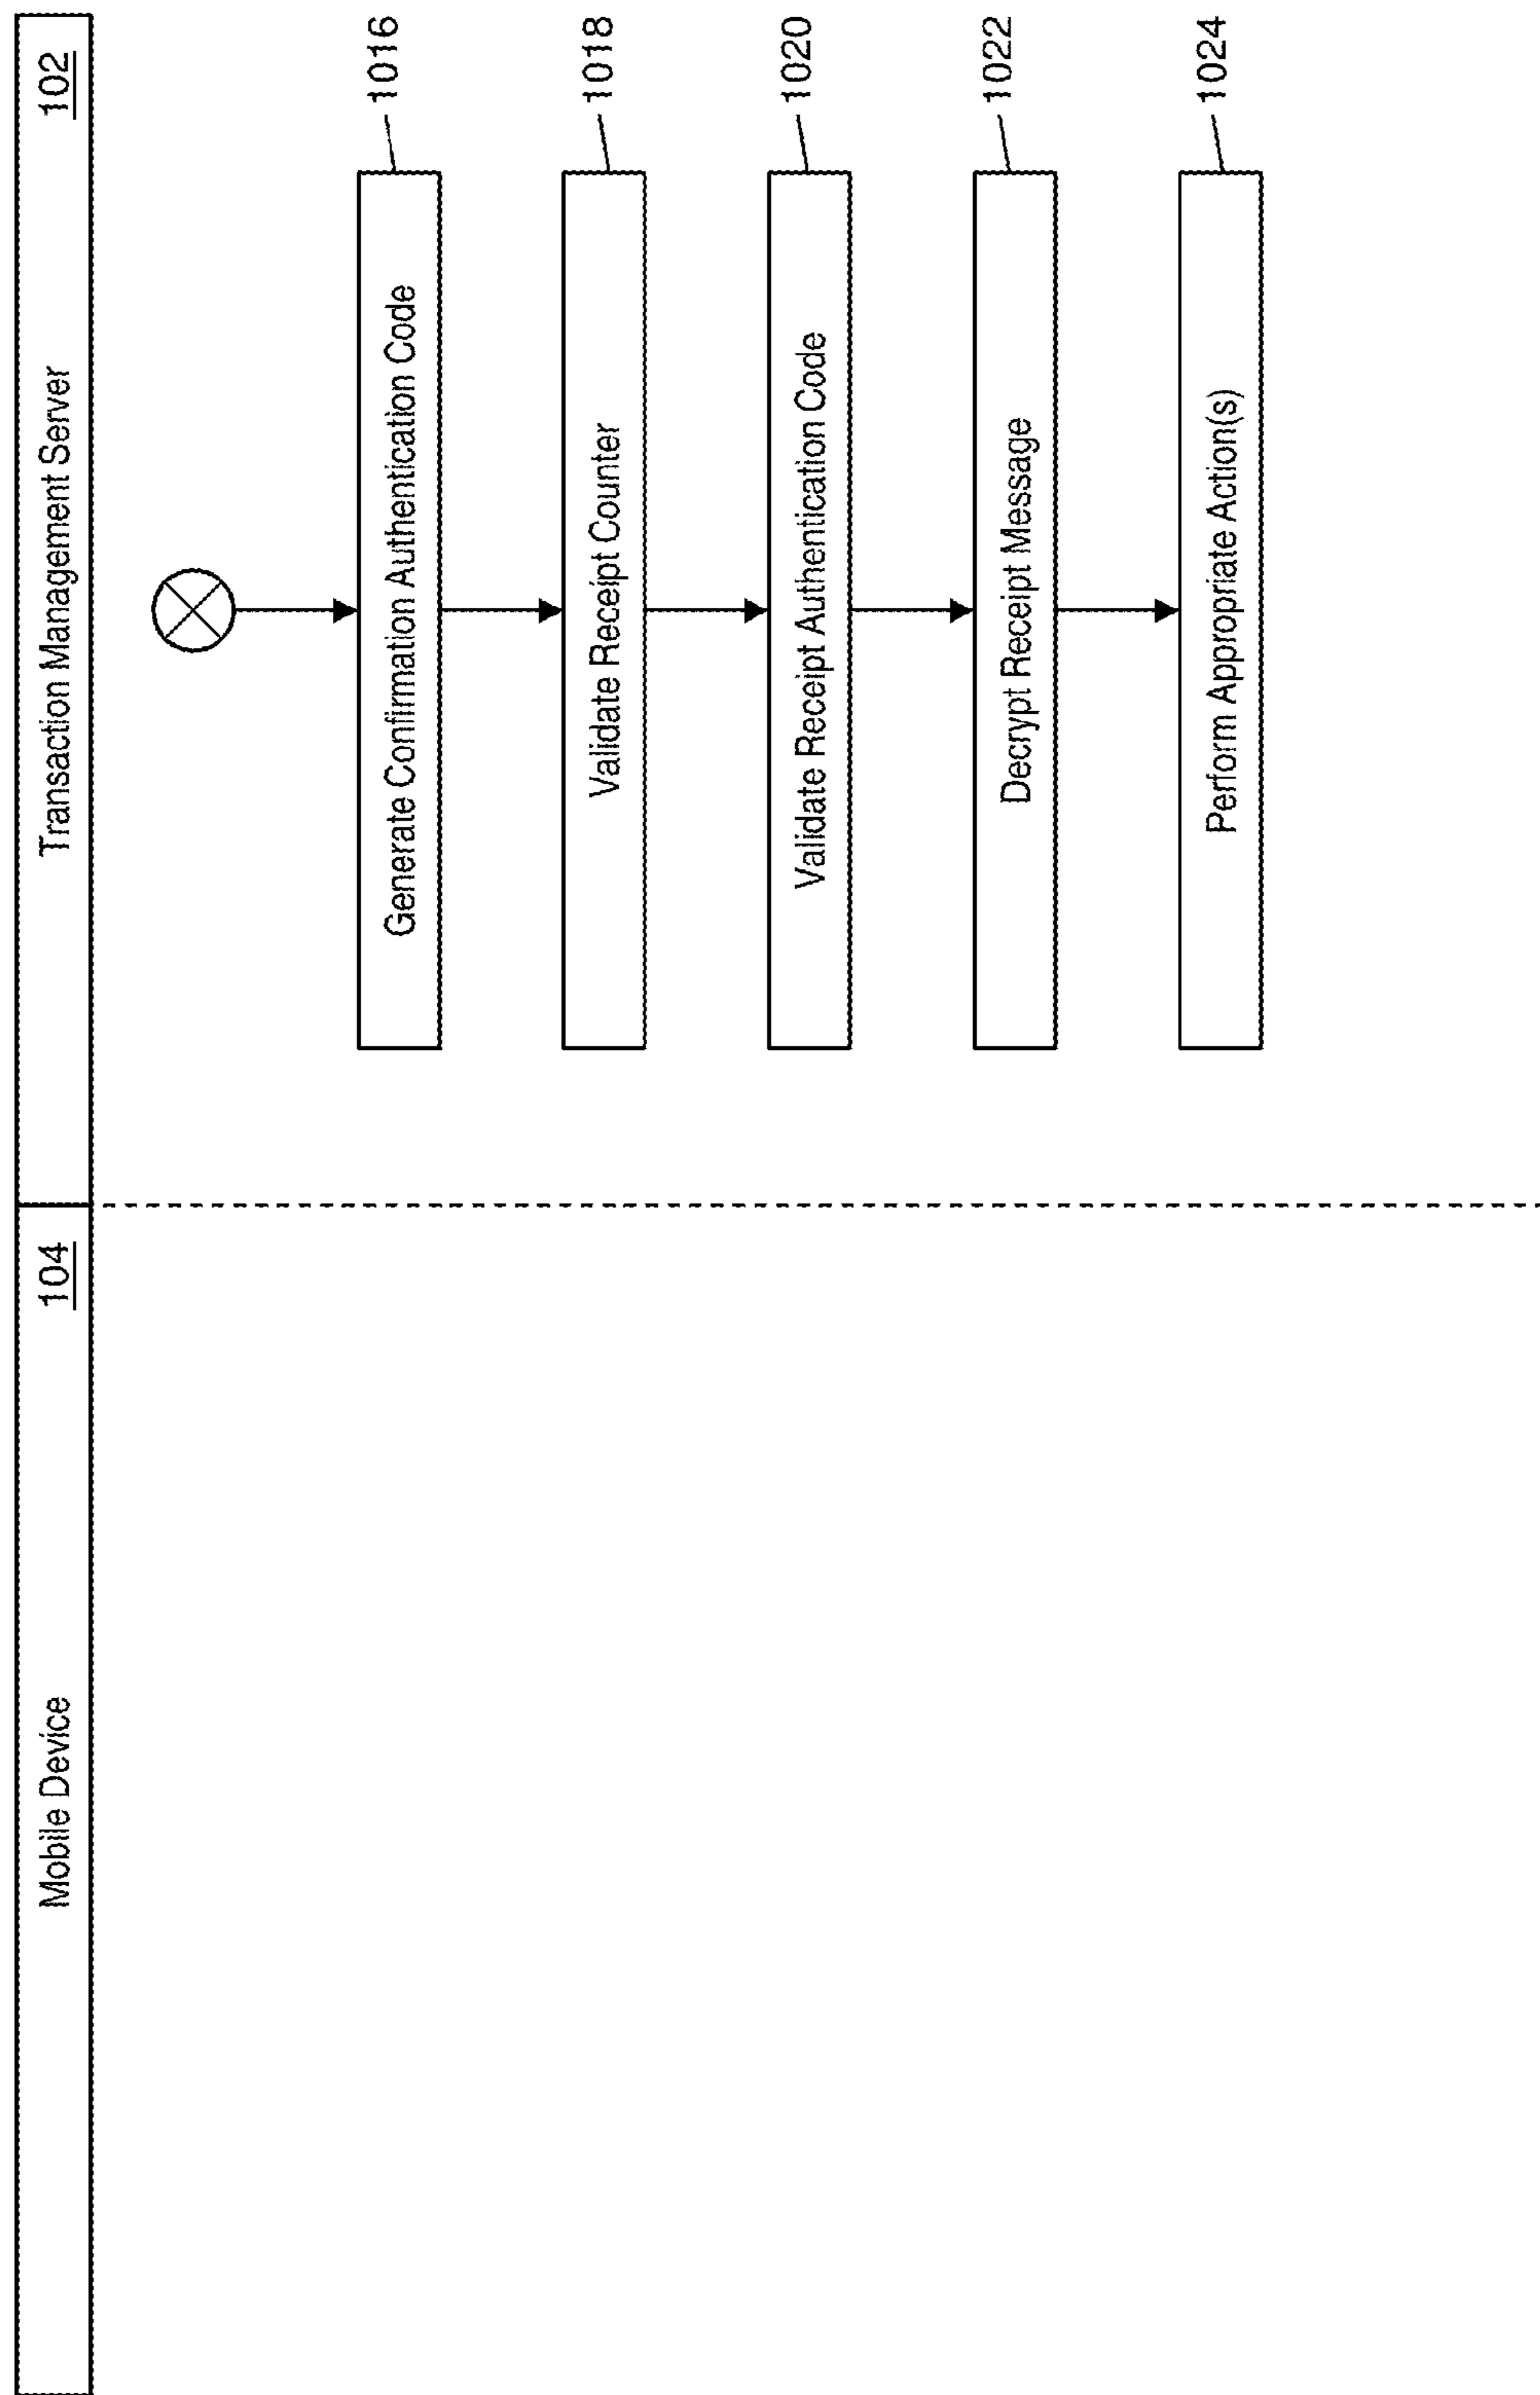 Mobile Device 104
Transaction Management Server 102
Generate Confirmation Authentication Code
1016
Validate Receipt Counter
1018
Validate Receipt Authentication Code
1020
Decrypt Receipt Message
1022
Perform Appropriate Action(s)
1024